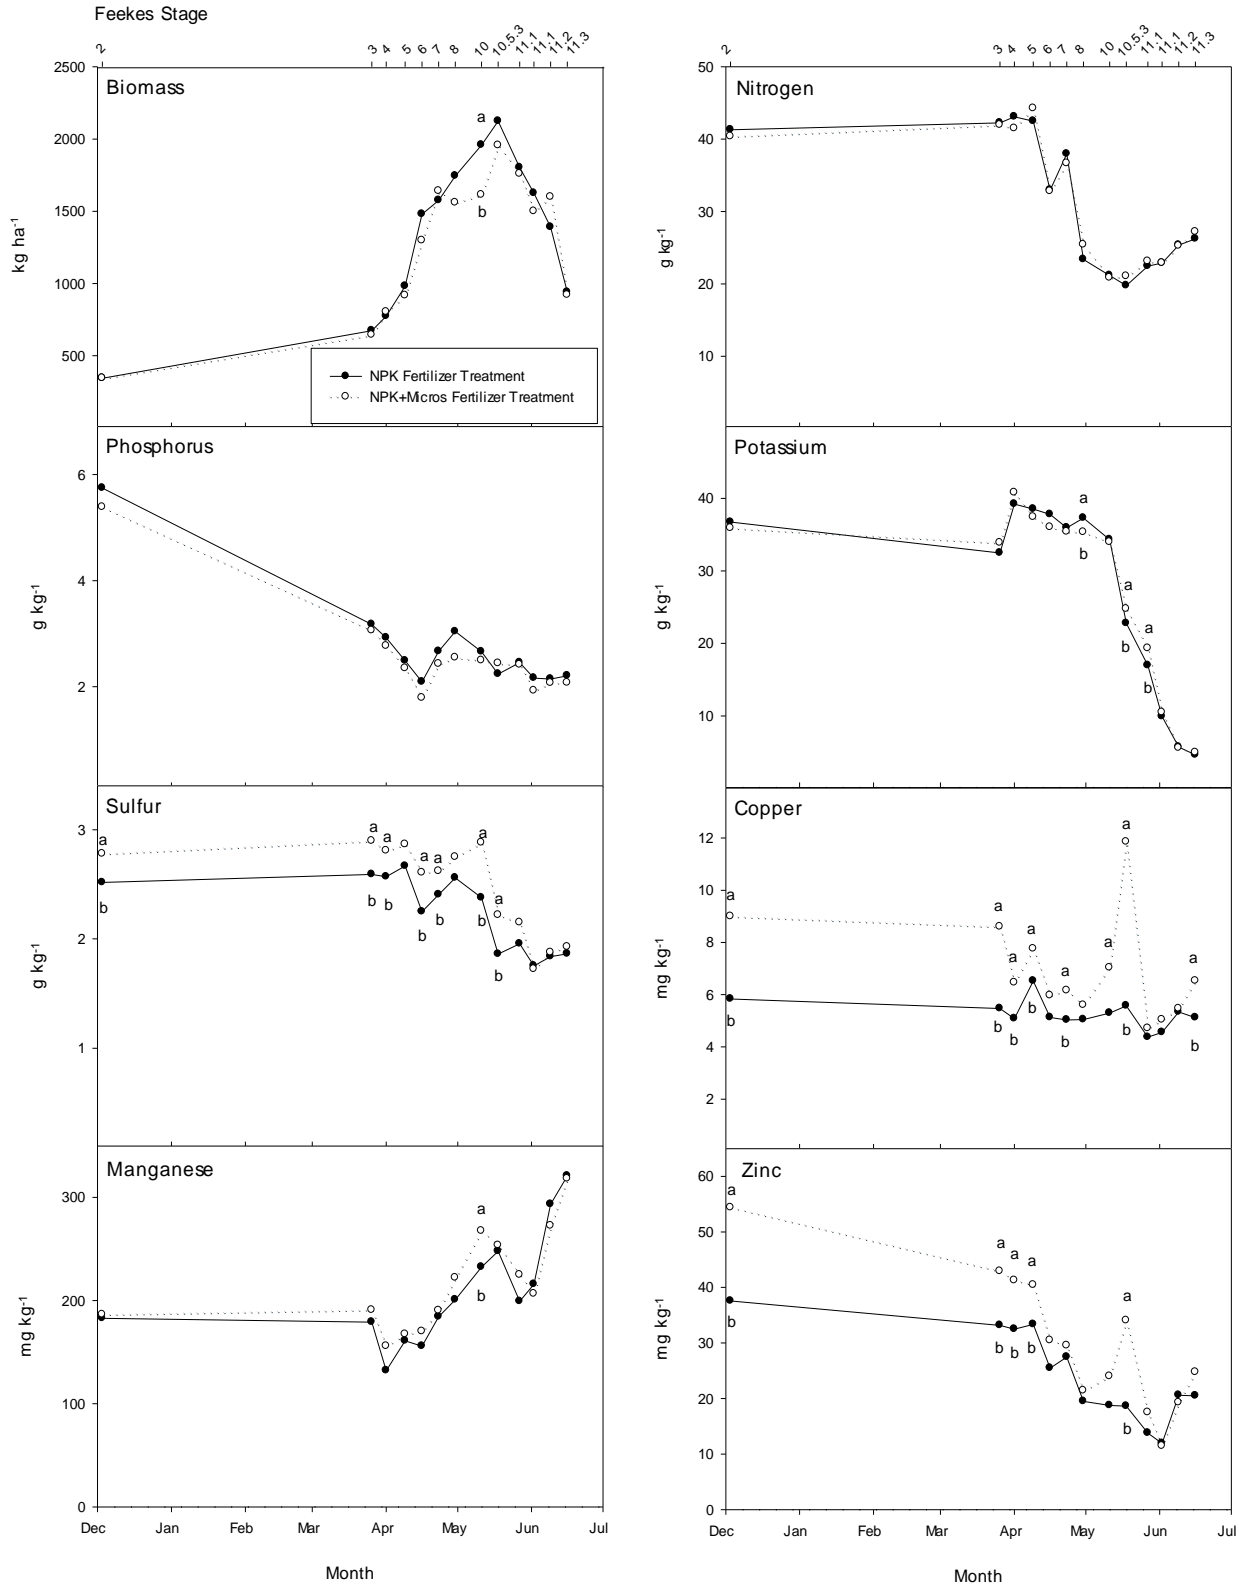 Feekes Stage
2 3 4 5 6 7 8 10 10.5.3 11.1 11.1 11.2 11.3
2 3 4 5 6 7 8 10 10.5.3 11.1 11.1 11.2 11.3
Biomass
2500
2000
1500
1000
500
kg ha-1
a
b
NPK Fertilizer Treatment
NPK+Micros Fertilizer Treatment
Nitrogen
50
40
30
20
10
g kg-1
Phosphorus
6
4
2
g kg-1
Potassium
40
30
20
10
g kg-1
a
b
a
b
a
b
Sulfur
3
2
1
g kg-1
a a a a a a a
b b b b b b b
Copper
12
10
8
6
4
2
mg kg-1
a a a a a a a a
b b b b b b b
Manganese
300
200
100
0
mg kg-1
a
b
Zinc
60
50
40
30
20
10
0
mg kg-1
a a a a a
b b b b b
Dec Jan Feb Mar Apr May Jun Jul
Month
Dec Jan Feb Mar Apr May Jun Jul
Month